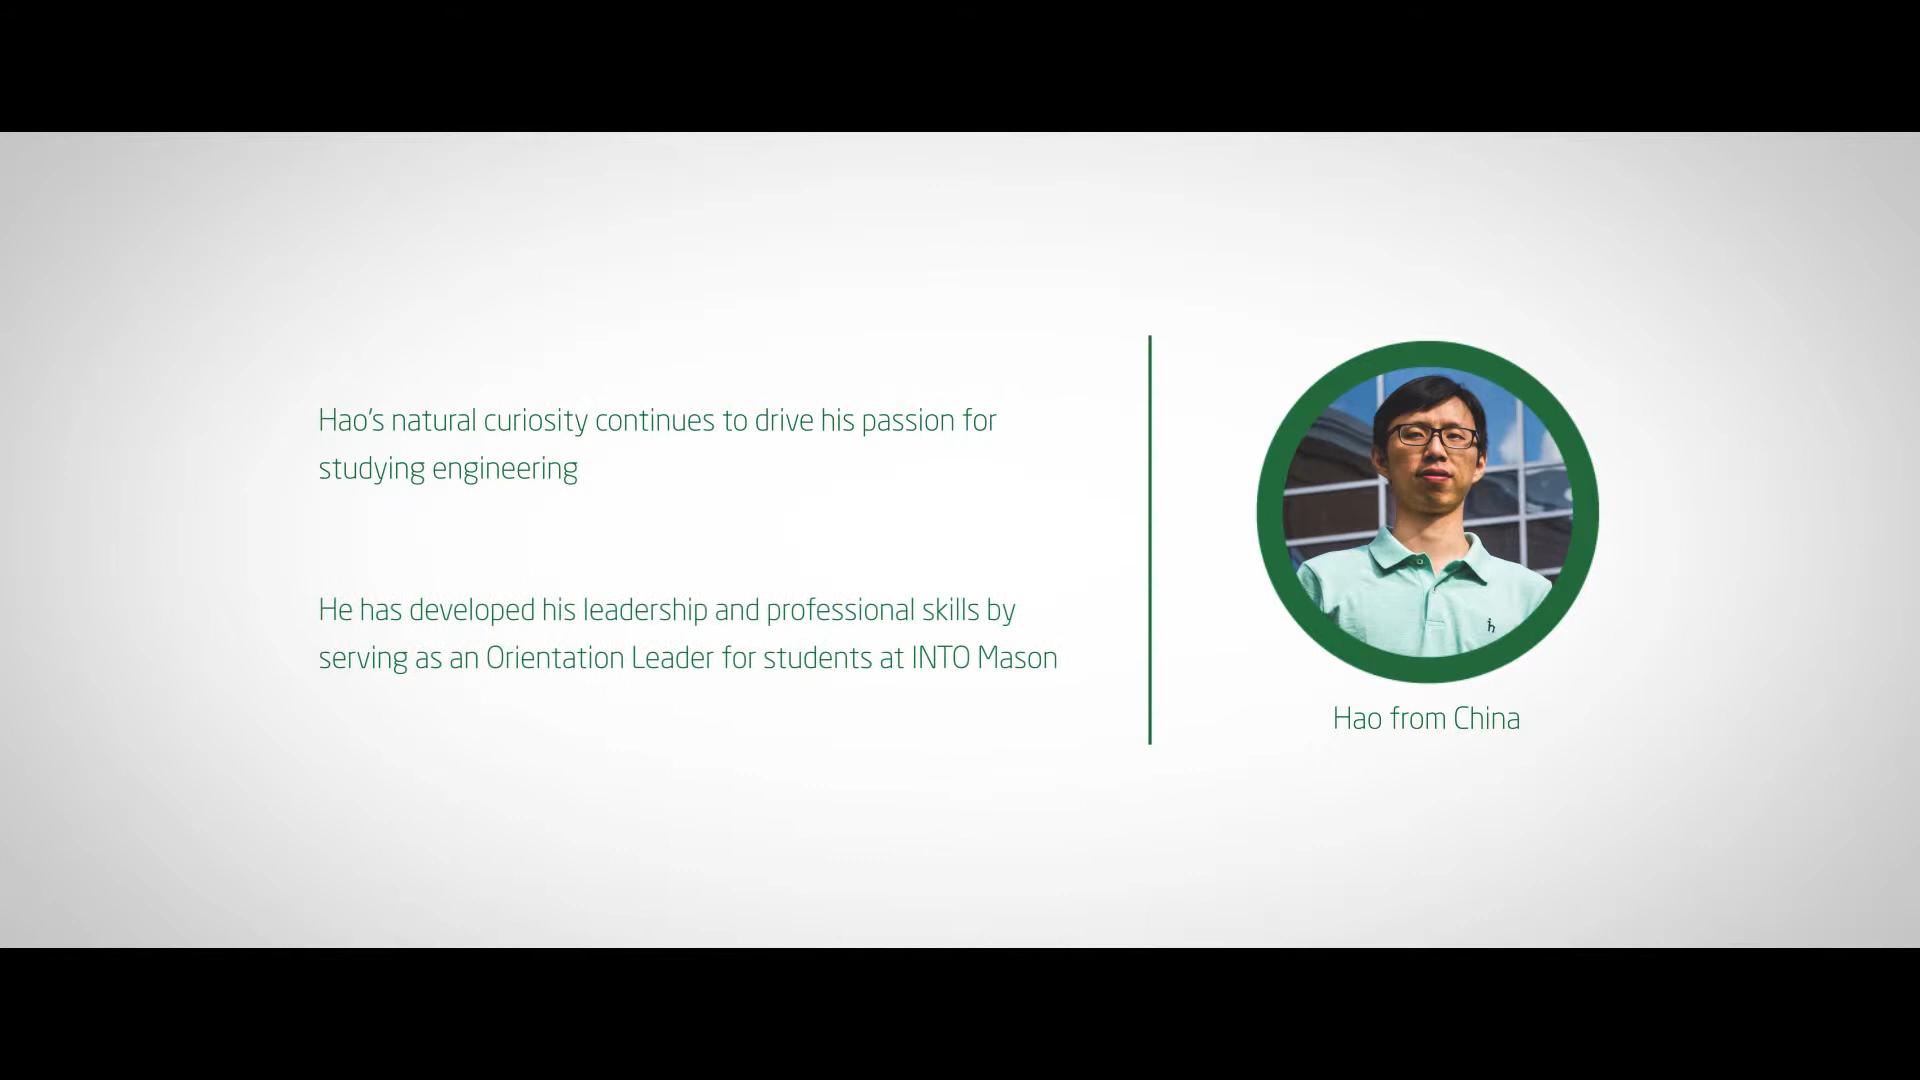 Hao's natural curiosity continues to drive his passion for
studying engineering
He has developed his leadership and professional skills by
serving as an Orientation Leader for students at INTO Mason
Hao from China